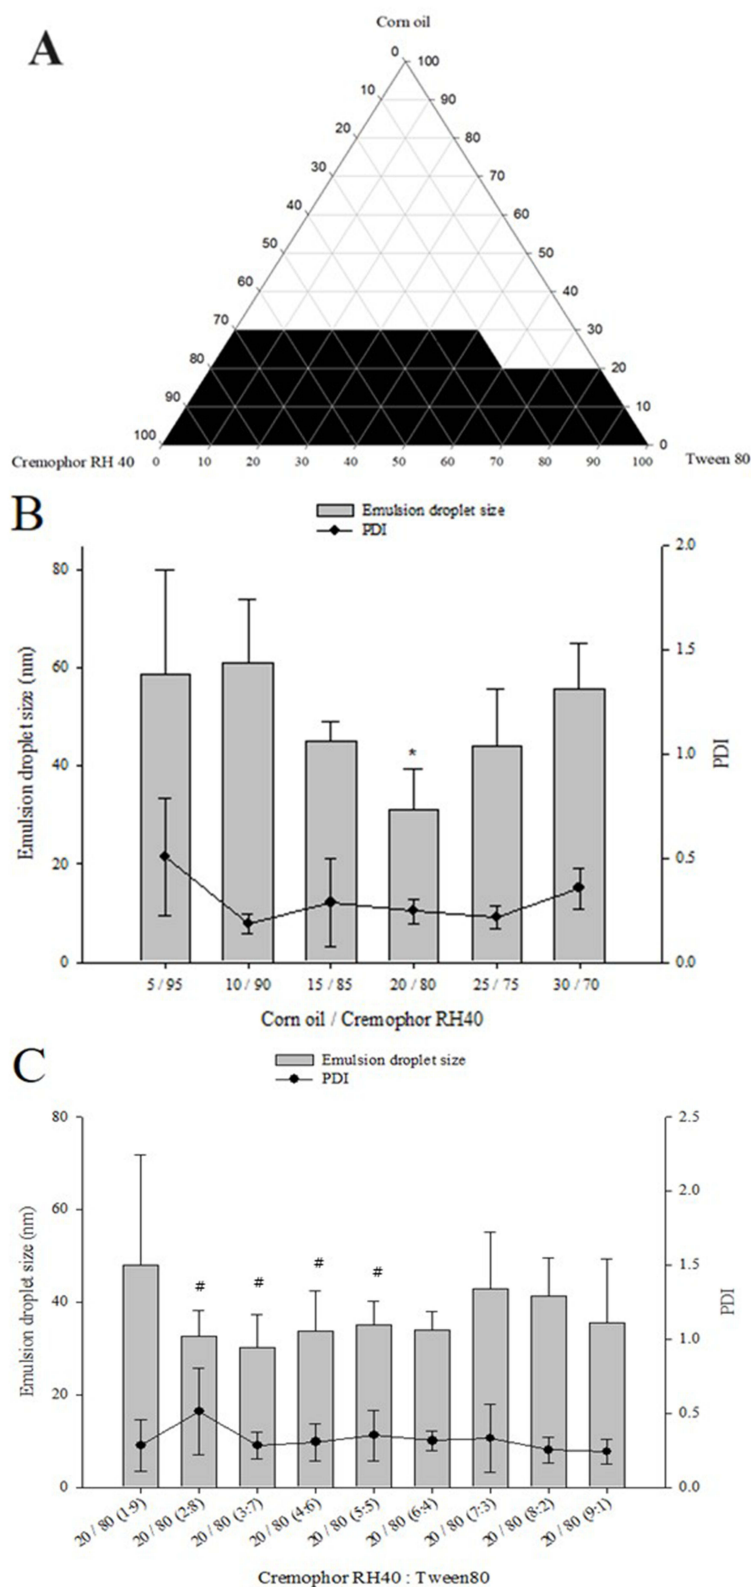 A
Corn oil
0 100
10 90
20 80
30 70
40 60
50 50
60 40
70 30
80 20
90 10
100 0
Cremophor RH 40 0 10 20 30 40 50 60 70 80 90 100 Tween 80
B
Emulsion droplet size
PDI
80
60
40
20
0
Emulsion droplet size (nm)
*
2.0
1.5
1.0
0.5
0.0
PDI
5 / 95 10 / 90 15 / 85 20 / 80 25 / 75 30 / 70
Corn oil / Cremophor RH40
C
Emulsion droplet size
PDI
80
60
40
20
0
Emulsion droplet size (nm)
# # # #
2.5
2.0
1.5
1.0
0.5
0.0
PDI
20 / 80 (1:9) 20 / 80 (2:8) 20 / 80 (3:7) 20 / 80 (4:6) 20 / 80 (5:5) 20 / 80 (6:4) 20 / 80 (7:3) 20 / 80 (8:2) 20 / 80 (9:1)
Cremophor RH40 : Tween80